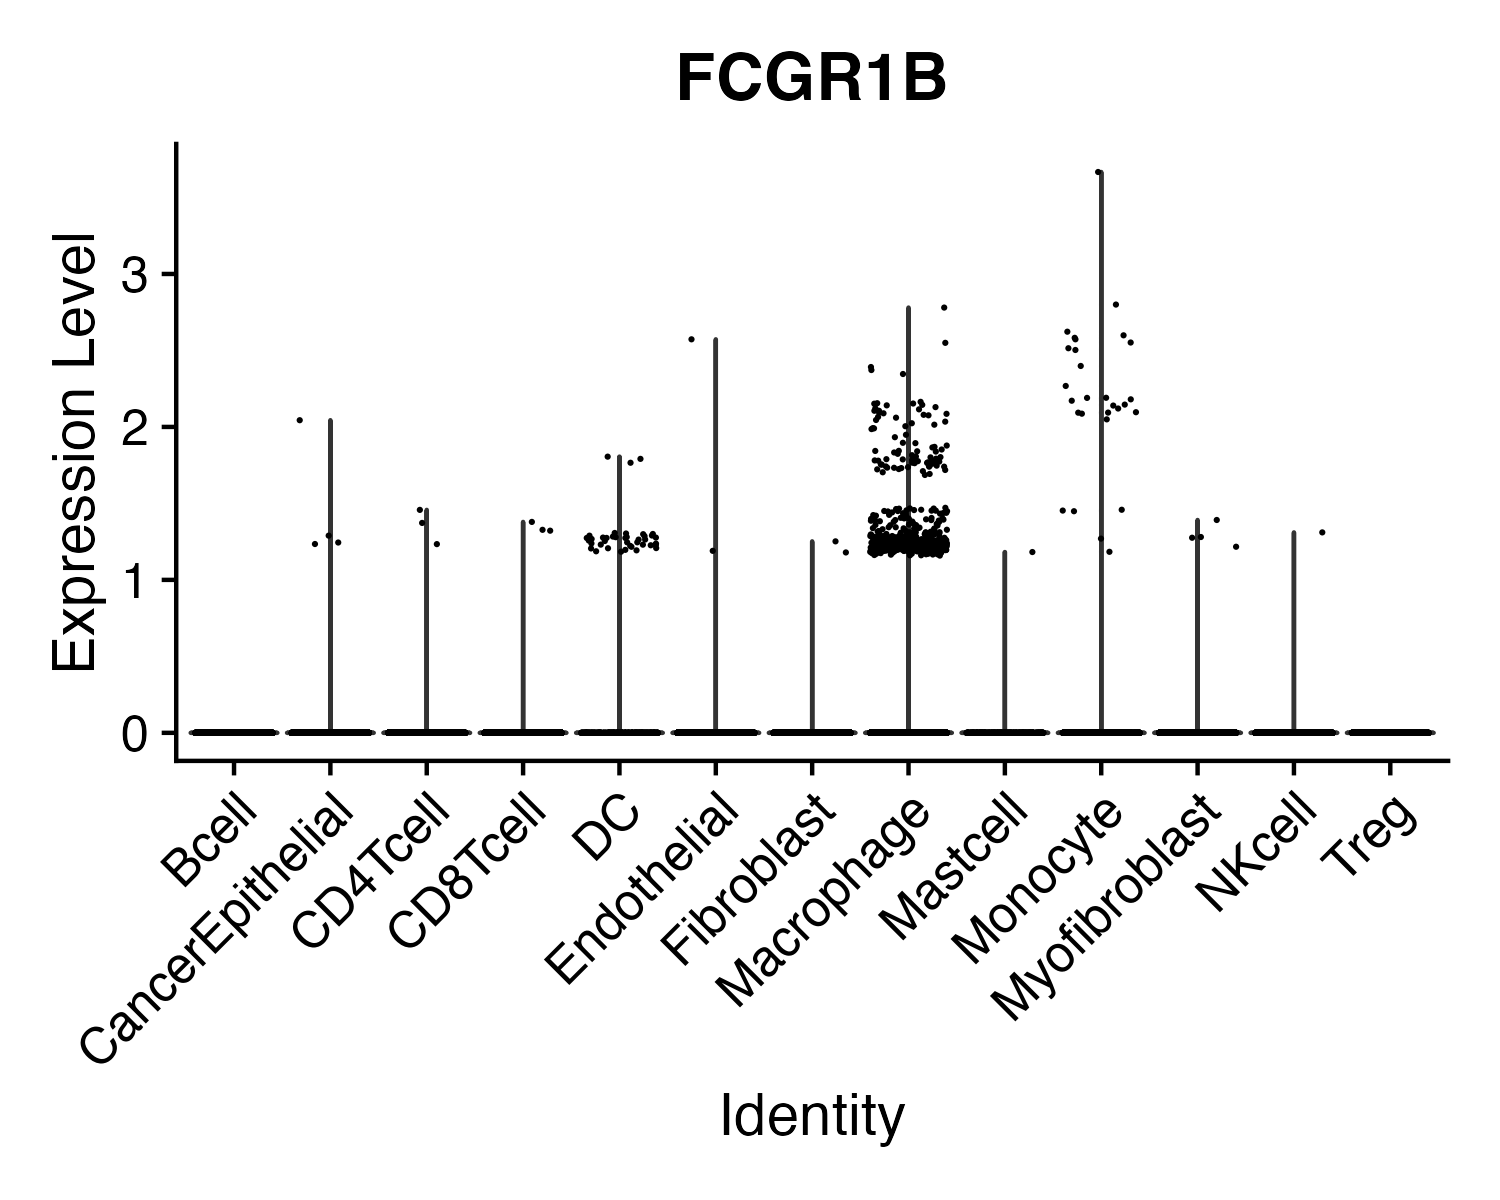 FCGR1B
Expression Level
3
2
1
0
Bcell
CancerEpithelial
CD4Tcell
CD8Tcell
DC
Endothelial
Fibroblast
Macrophage
Mastcell
Monocyte
Myofibroblast
NKcell
Treg
Identity